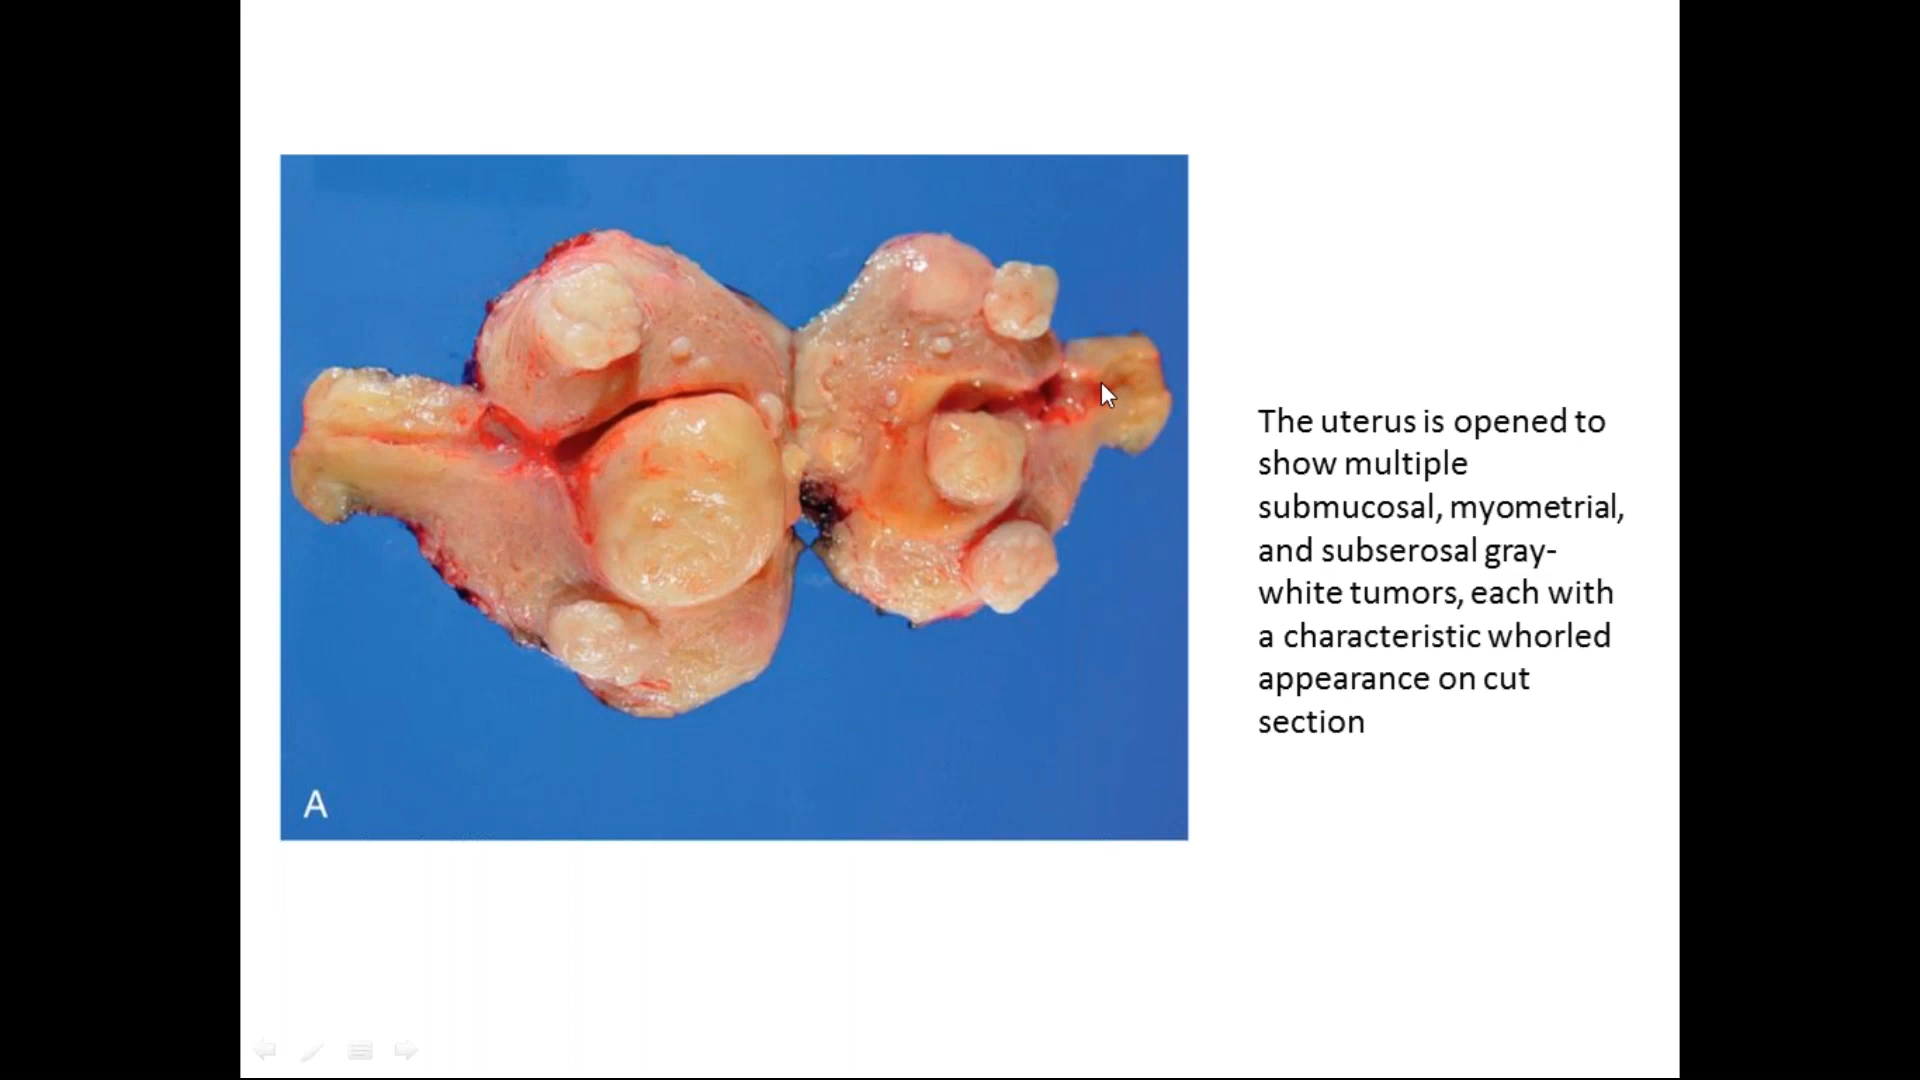 The uterus is opened to
show multiple
submucosal, myometrial,
and subserosal gray-
white tumors, each with
a characteristic whorled
appearance on cut
section
A